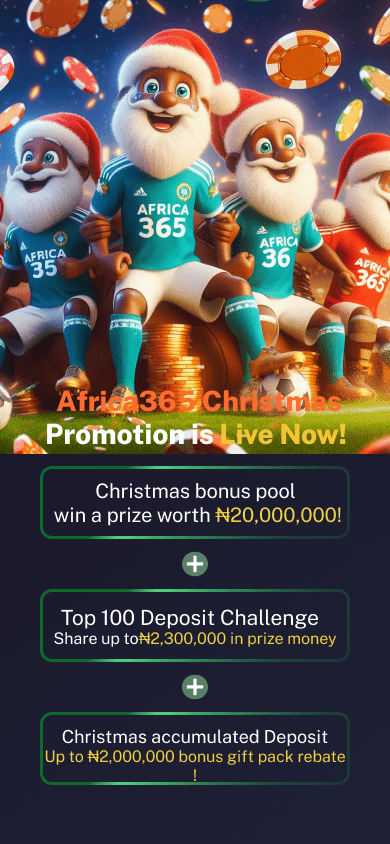 AFRICA
365
AFRICA
35
AFRICA
36
AFRICA
365
Africa365 Christmas
Promotion is Live Now!
Christmas bonus pool
win a prize worth ₦20,000,000!
Top 100 Deposit Challenge
Share up to₦2,300,000 in prize money
Christmas accumulated Deposit
Up to ₦2,000,000 bonus gift pack rebate
!